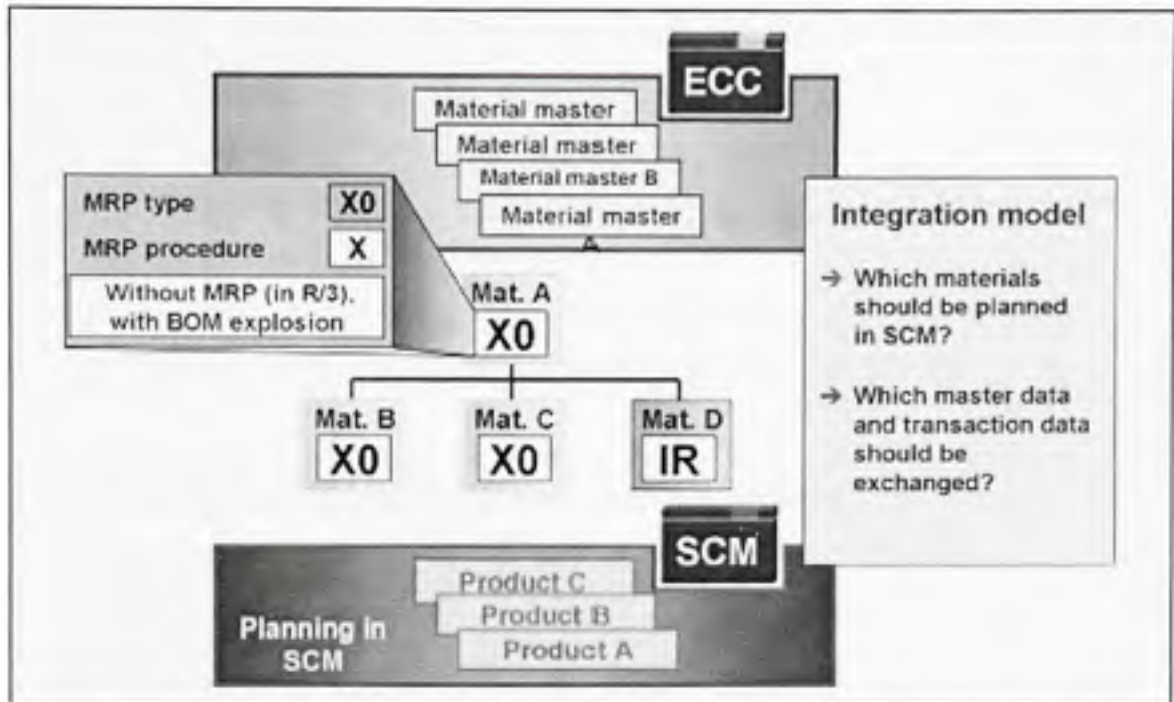 ECC
Material master
Material master
Material master B
Material master
A
MRP type X0
MRP procedure X
Without MRP (in R/3),
with BOM explosion
Mat. A
X0
Mat. B
X0
Mat. C
X0
Mat. D
IR
Integration model
→ Which materials
should be planned
in SCM?
→ Which master data
and transaction data
should be
exchanged?
SCM
Product C
Product B
Product A
Planning in
SCM